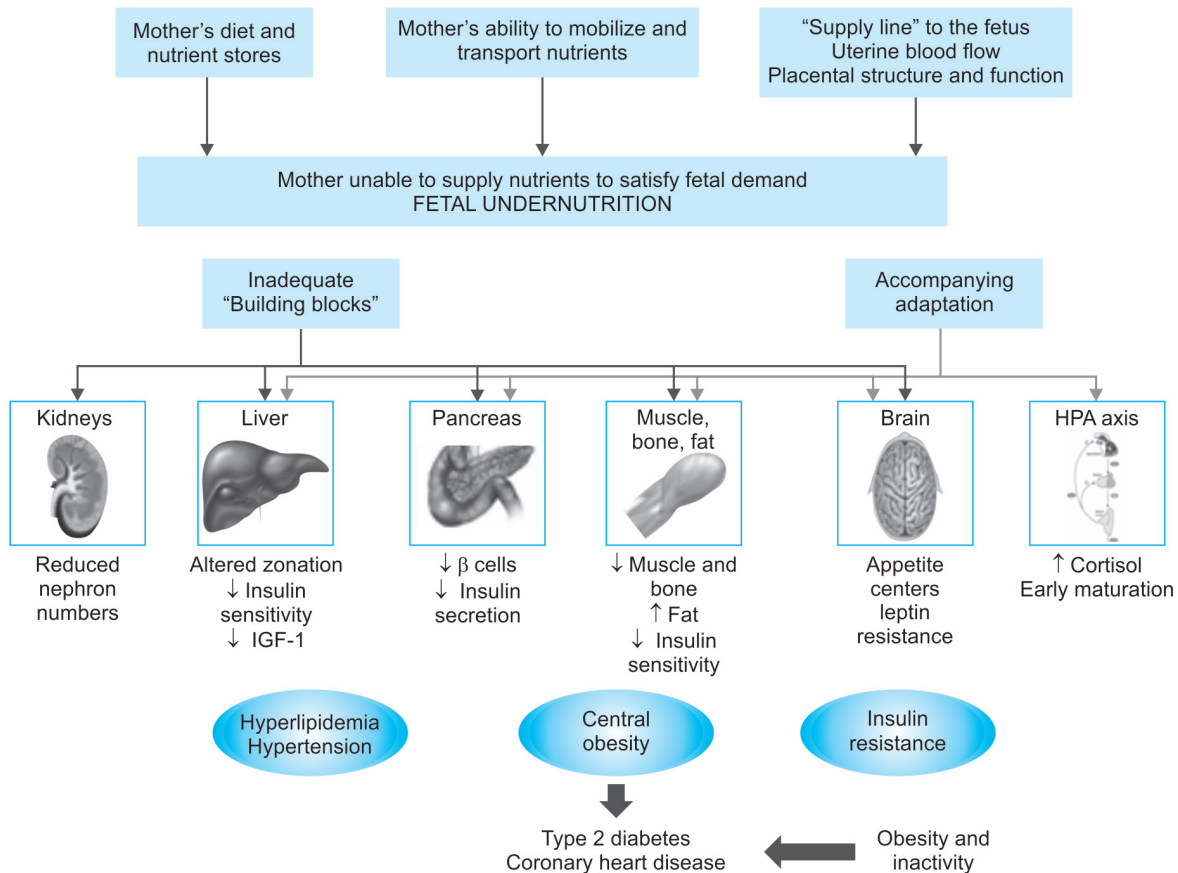 Mother's diet and
nutrient stores
Mother's ability to mobilize and
transport nutrients
“Supply line” to the fetus
Uterine blood flow
Placental structure and function
Mother unable to supply nutrients to satisfy fetal demand
FETAL UNDERNUTRITION
Inadequate
“Building blocks”
Accompanying
adaptation
Kidneys
Liver
Pancreas
Muscle,
bone, fat
Brain
HPA axis
Reduced
nephron
numbers
Altered zonation
↓ Insulin
sensitivity
↓ IGF-1
↓ β cells
↓ Insulin
secretion
↓ Muscle and
bone
↑ Fat
↓ Insulin
sensitivity
Appetite
centers
leptin
resistance
↑ Cortisol
Early maturation
Hyperlipidemia
Hypertension
Central
obesity
Insulin
resistance
Type 2 diabetes
Coronary heart disease
Obesity and
inactivity